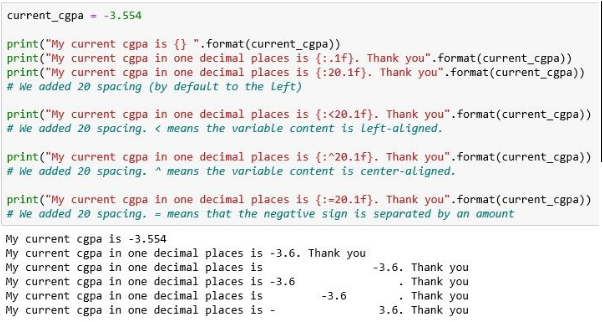 current_cgpa = -3.554
print("My current cgpa is {} ".format(current_cgpa))
print("My current cgpa in one decimal places is {:.1f}. Thank you".format(current_cgpa))
print("My current cgpa in one decimal places is {:20.1f}. Thank you".format(current_cgpa))
# We added 20 spacing (by default to the left)
print("My current cgpa in one decimal places is {:<20.1f}. Thank you".format(current_cgpa))
# We added 20 spacing. < means the variable content is left-aligned.
print("My current cgpa in one decimal places is {:^20.1f}. Thank you".format(current_cgpa))
# We added 20 spacing. ^ means the variable content is center-aligned.
print("My current cgpa in one decimal places is {:=20.1f}. Thank you".format(current_cgpa))
# We added 20 spacing. = means that the negative sign is separated by an amount
My current cgpa is -3.554
My current cgpa in one decimal places is -3.6. Thank you
My current cgpa in one decimal places is                 -3.6. Thank you
My current cgpa in one decimal places is -3.6                . Thank you
My current cgpa in one decimal places is         -3.6        . Thank you
My current cgpa in one decimal places is -                3.6. Thank you